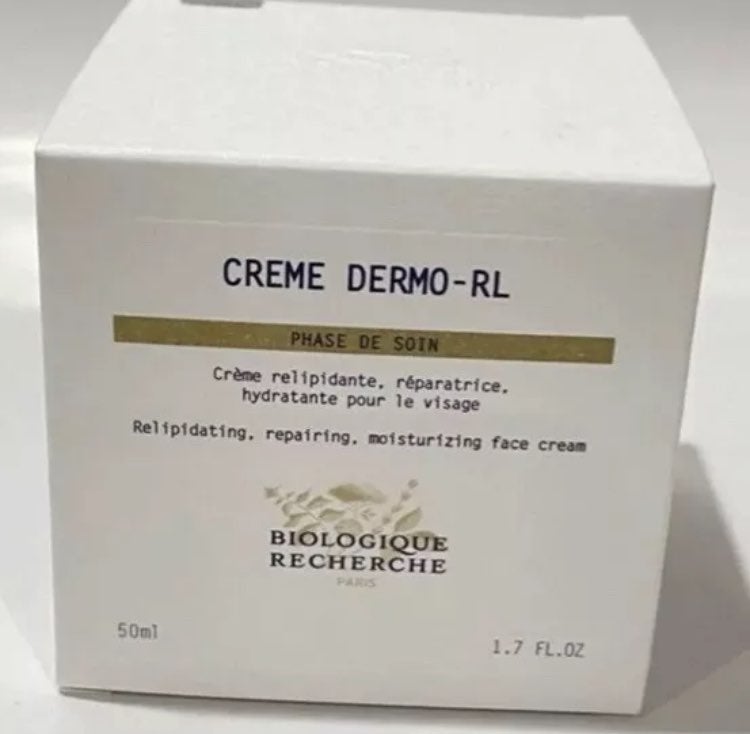 CREME DERMO-RL
PHASE DE SOIN
Crème relipidante, réparatrice,
hydratante pour le visage
Relipidating, repairing, moisturizing face cream
BIOLOGIQUE
RECHERCHE
PARIS
50ml
1.7 FL.OZ